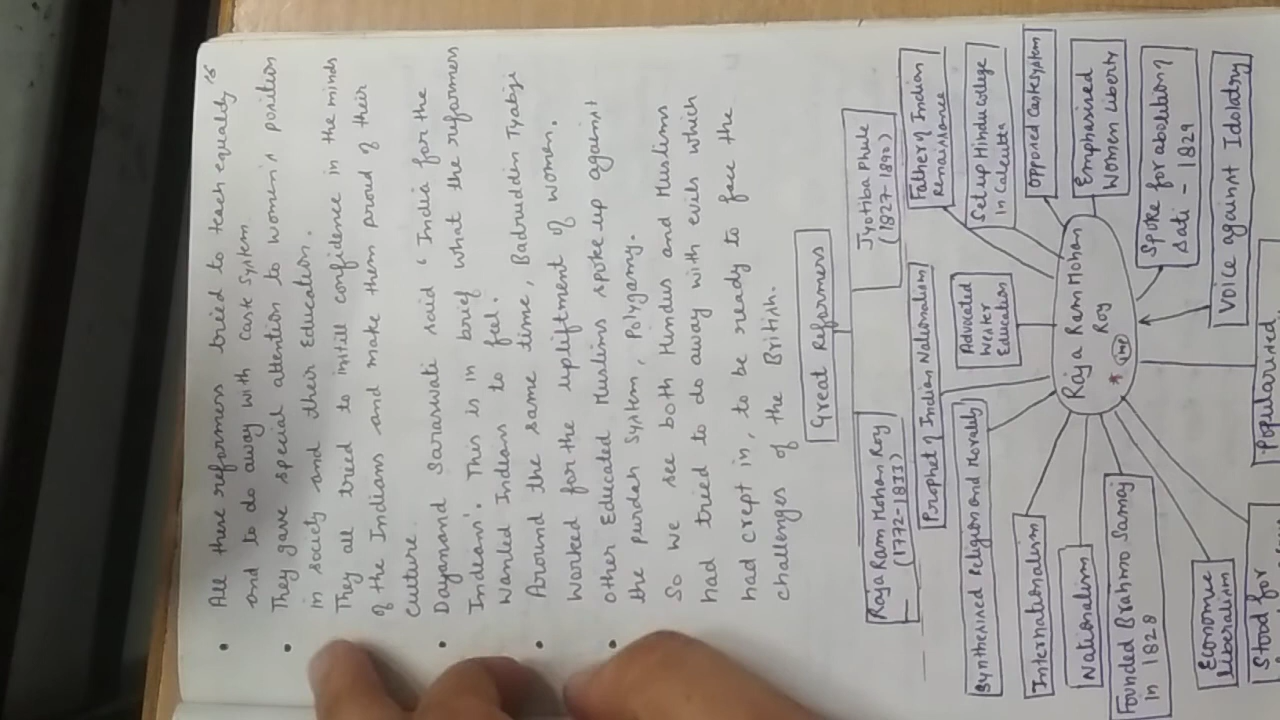 16
• All these reformers tried to teach equality
and to do away with Caste System
• They gave special attention to women's position
in society and their Education.
They all treed to instill confidence in the minds
of the Indians and make them proud of their
Culture.
• Dayanand Saraswati said "India for the
Indeans'. This is in brief what the reformers
Wanted Indians to feel.
• Around the same time, Badruddin Tyabji
Worked for the upliftment of women.
• Other Educated Muslims spoke up against
the purdah System, Polygamy.
So we see both Hindus and Muslims
had tried to do away with evils which
had crept in, to be ready to face the
challenges of the British.
Great Reformers
Raja Ram Mohan Roy
(1772-1833)
Jyotiba Phule
(1827-1890)
Prophet of Indian Nationalism
Father of Indian
Renaissance
Synthesised Religion and Morality
Advocated
Wester
Education
Set up Hindu college
in Calcutta
Internationalism
Opposed Caste System
Nationalism
Raja Ram Mohan
Roy
* imp
Emphasised
Women liberty
Founded Brahmo Samaj
in 1828
Spoke for abolition of
Sati - 1829
Economic
liberalism
Voice against Idolatry
Stood for
Popularised